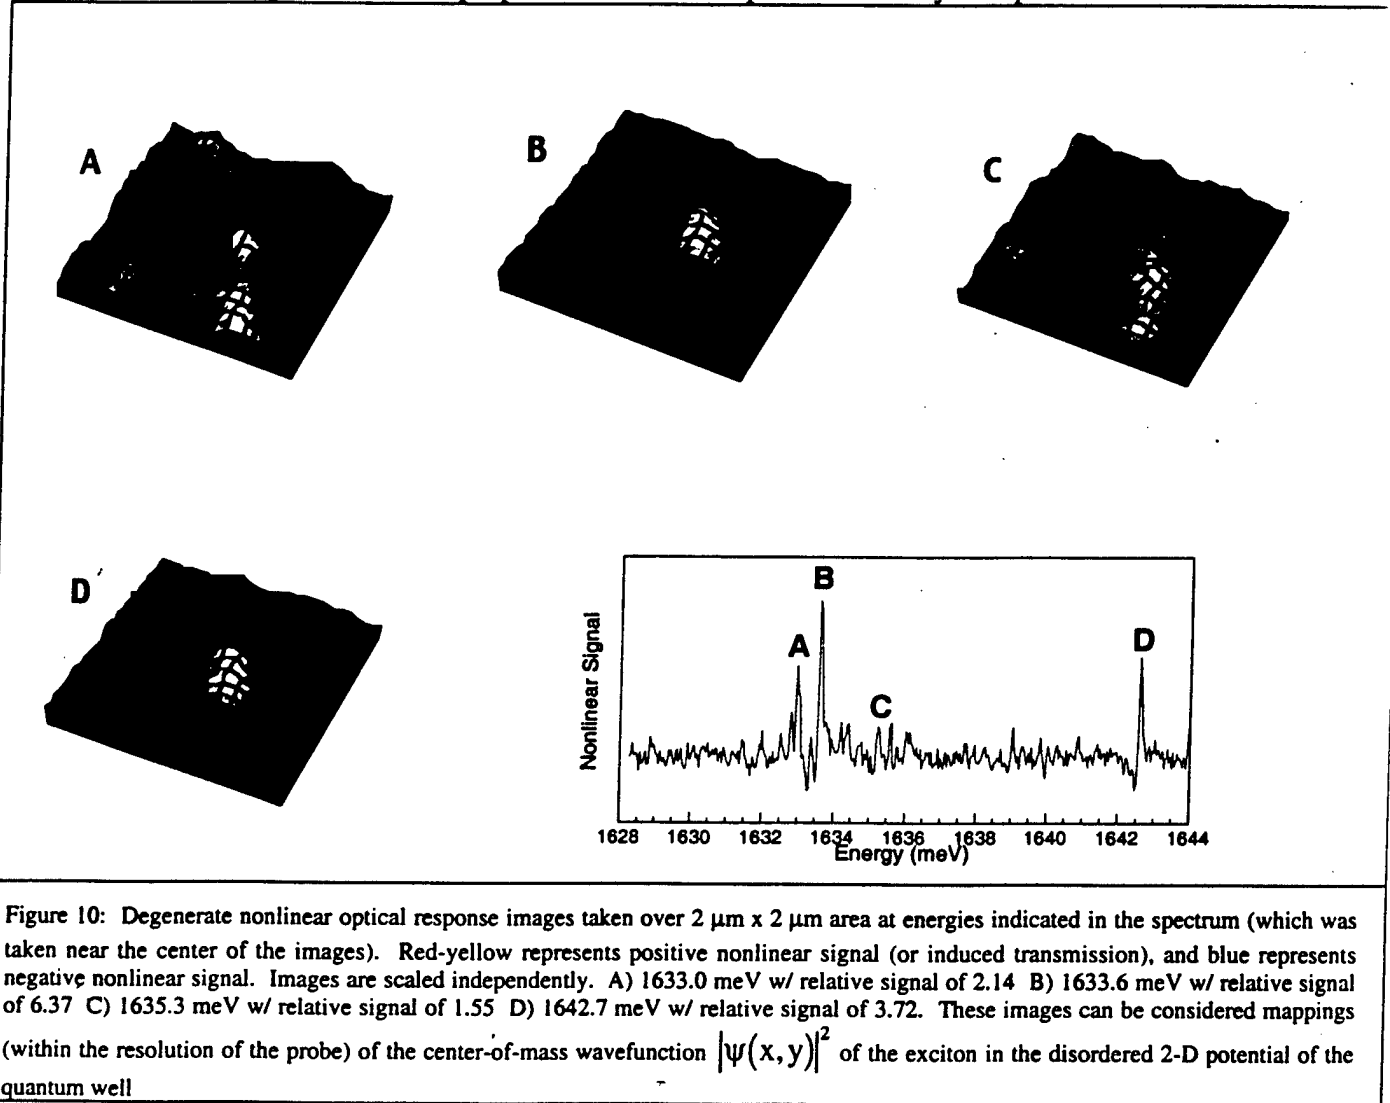 A
B
C
D
B
A
D
C
Nonlinear Signal
1628 1630 1632 1634 1636 1638 1640 1642 1644
Energy (meV)
Figure 10: Degenerate nonlinear optical response images taken over 2 μm x 2 μm area at energies indicated in the spectrum (which was
taken near the center of the images). Red-yellow represents positive nonlinear signal (or induced transmission), and blue represents
negative nonlinear signal. Images are scaled independently. A) 1633.0 meV w/ relative signal of 2.14 B) 1633.6 meV w/ relative signal
of 6.37 C) 1635.3 meV w/ relative signal of 1.55 D) 1642.7 meV w/ relative signal of 3.72. These images can be considered mappings
(within the resolution of the probe) of the center-of-mass wavefunction |ψ(x,y)|² of the exciton in the disordered 2-D potential of the
quantum well